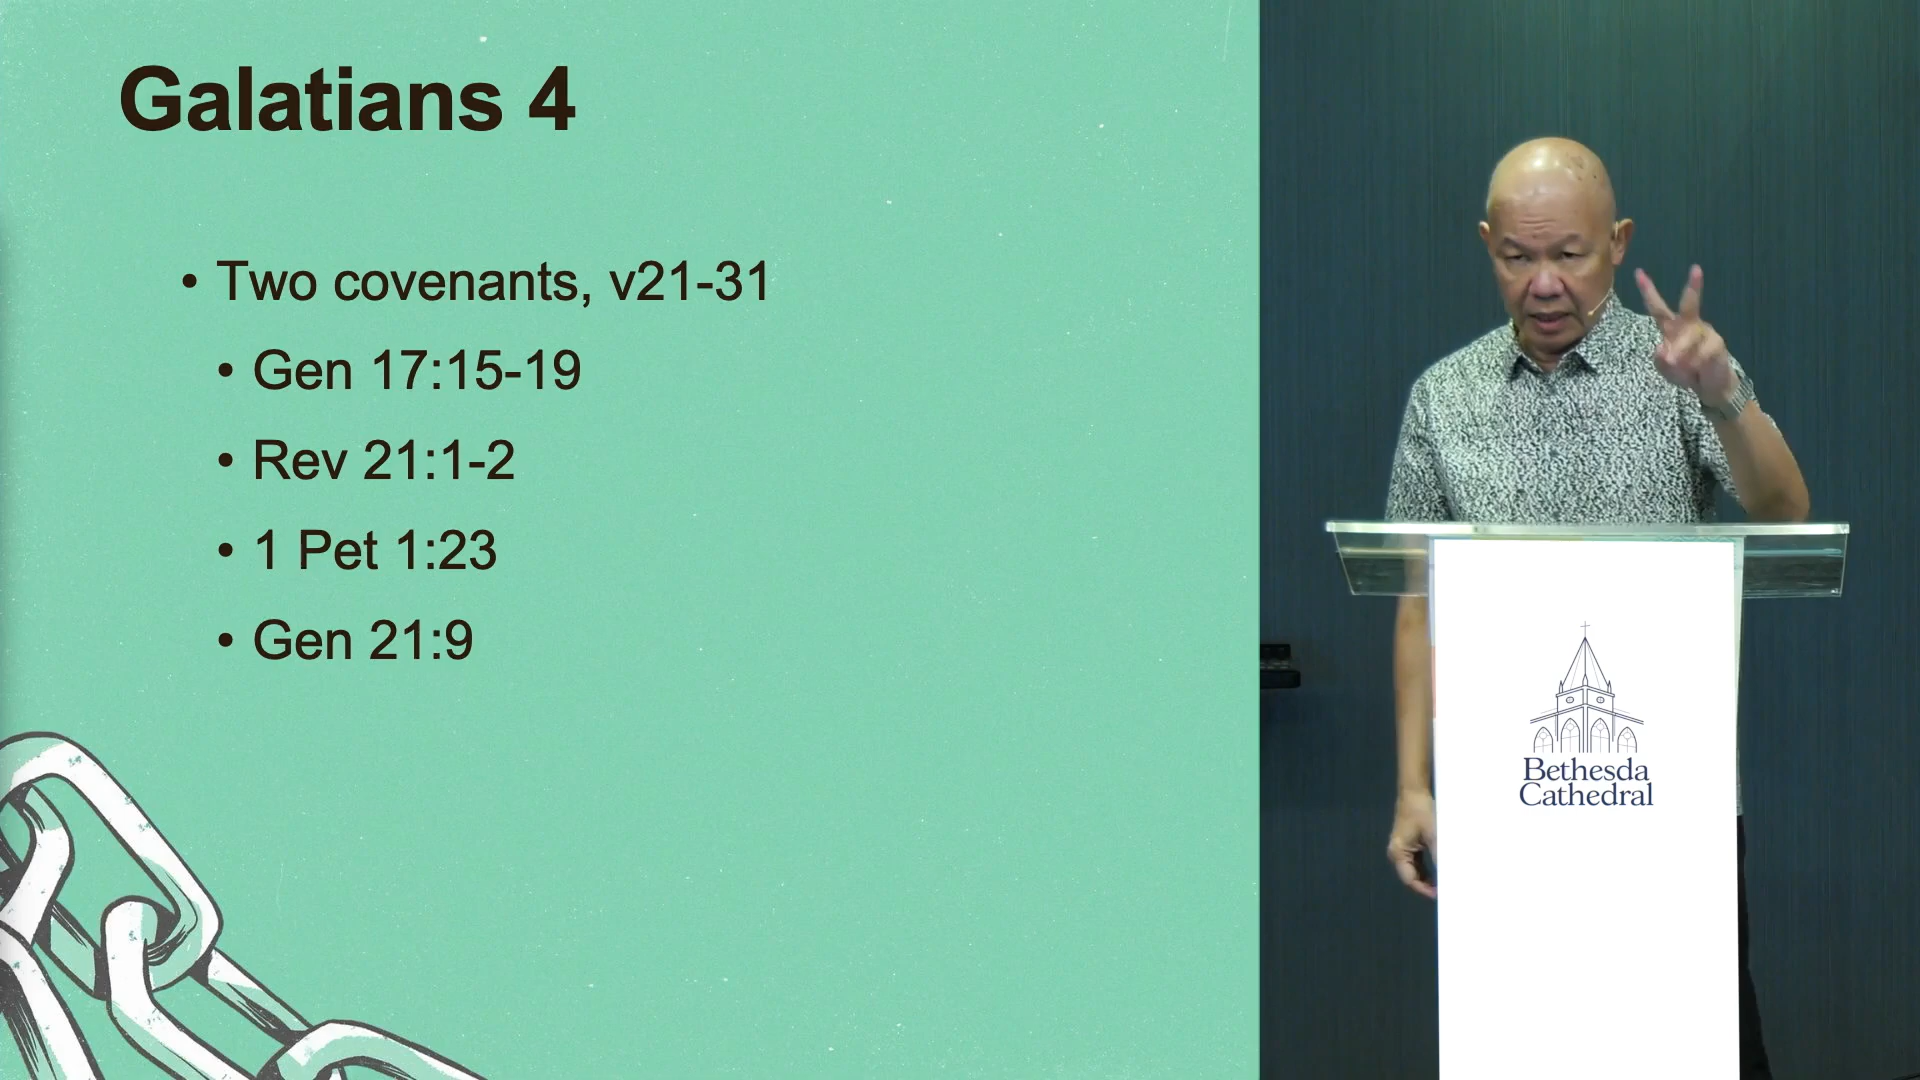 Galatians 4
• Two covenants, v21-31
• Gen 17:15-19
• Rev 21:1-2
• 1 Pet 1:23
• Gen 21:9
Bethesda
Cathedral